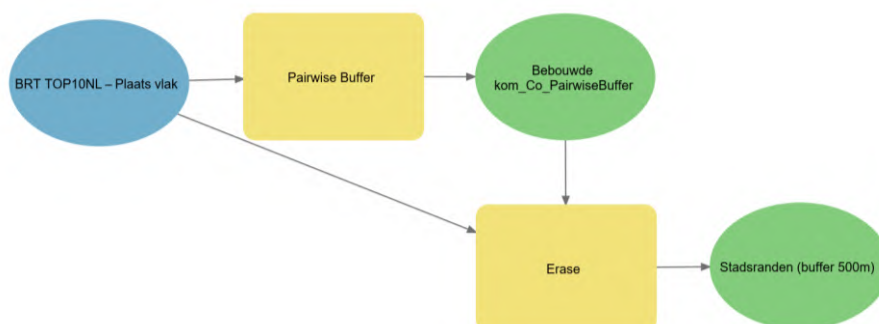 BRT TOP10NL – Plaats vlak
Pairwise Buffer
Bebouwde
kom_Co_PairwiseBuffer
Erase
Stadsranden (buffer 500m)